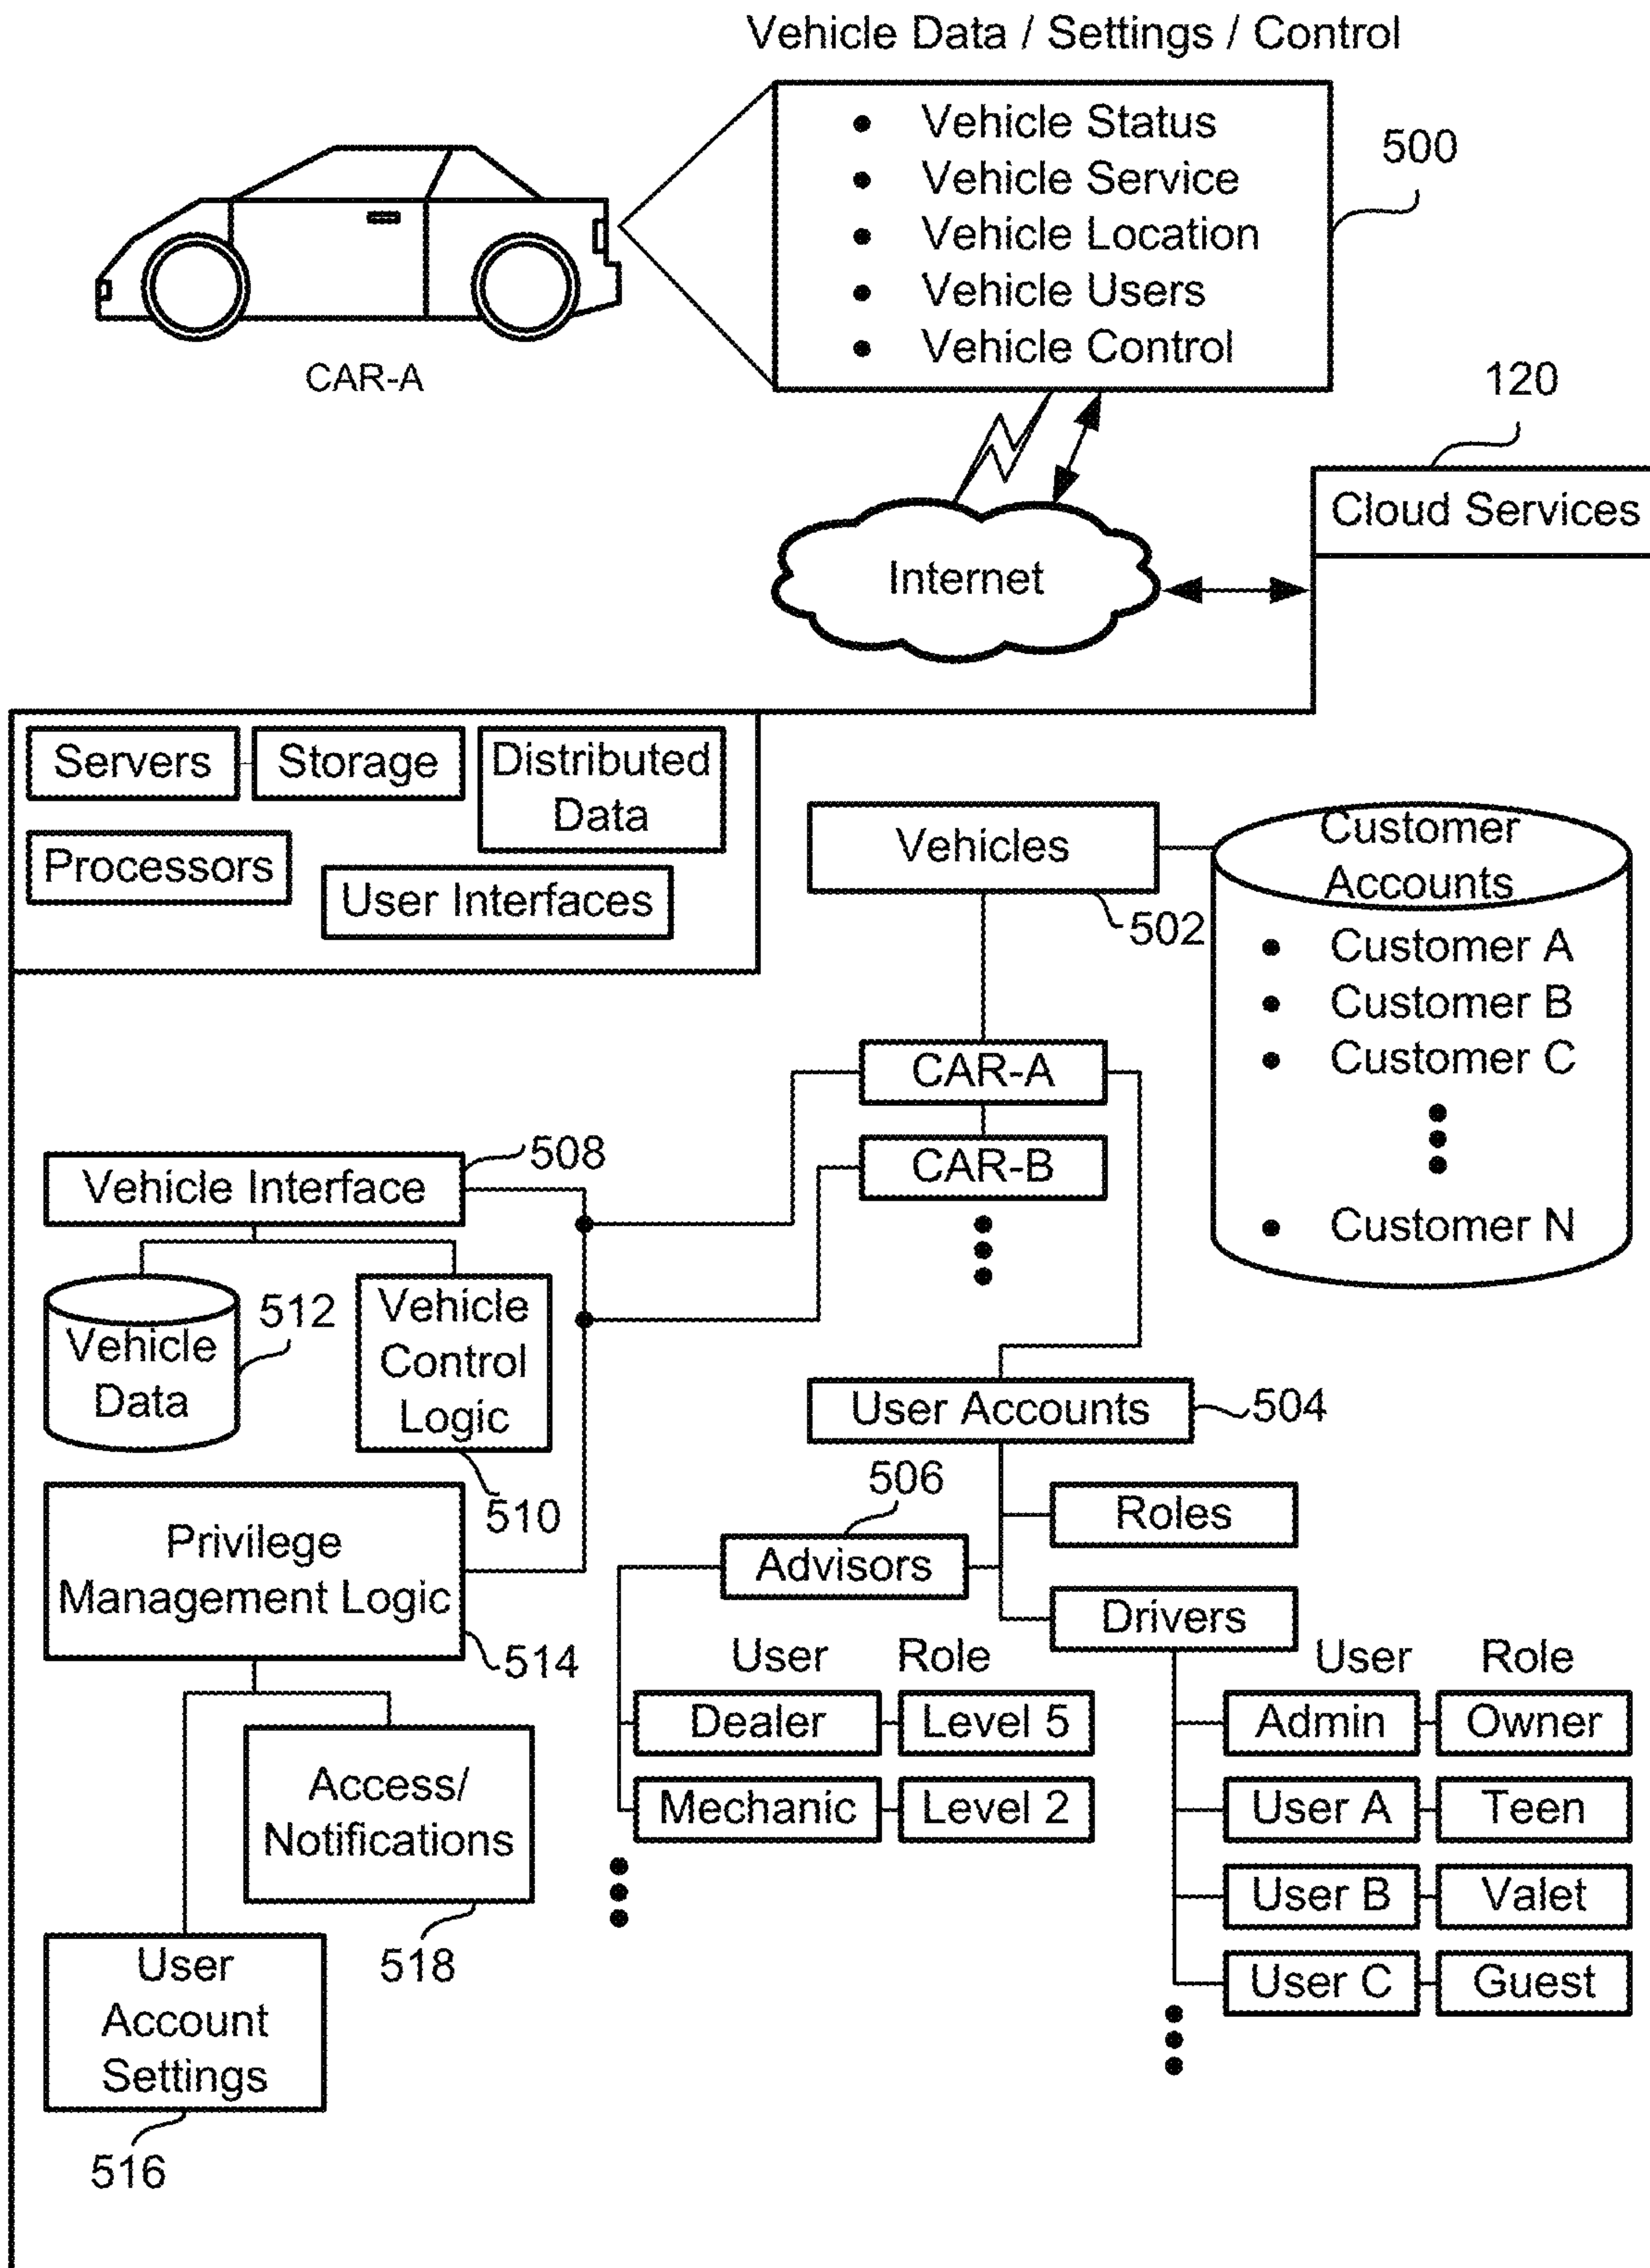 Vehicle Data / Settings / Control
• Vehicle Status
• Vehicle Service
• Vehicle Location
• Vehicle Users
• Vehicle Control
500
CAR-A
120
Cloud Services
Internet
Servers
Storage
Distributed
Data
Processors
User Interfaces
Vehicles
502
Customer
Accounts
• Customer A
• Customer B
• Customer C
• Customer N
CAR-A
CAR-B
Vehicle Interface
508
Vehicle
Data
512
Vehicle
Control
Logic
510
User Accounts
504
506
Advisors
Roles
Drivers
Privilege
Management Logic
514
User Role
Dealer Level 5
Mechanic Level 2
User Role
Admin Owner
User A Teen
User B Valet
User C Guest
Access/
Notifications
518
User
Account
Settings
516